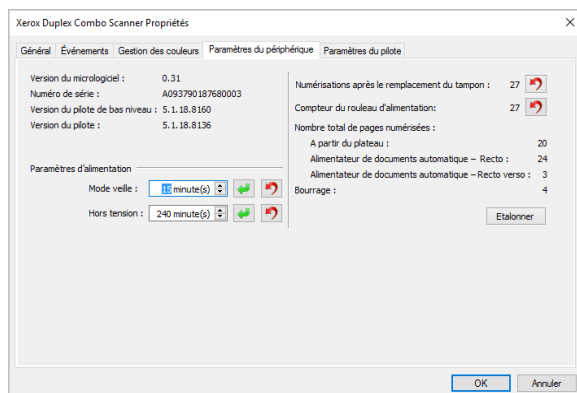 Xerox Duplex Combo Scanner Propriétés
Général Événements Gestion des couleurs Paramètres du périphérique Paramètres du pilote
Version du micrologiciel : 0.31
Numéro de série : A093790187680003
Version du pilote de bas niveau : 5.1.18.8160
Version du pilote : 5.1.18.8136
Paramètres d'alimentation
Mode veille : 15 minute(s)
Hors tension : 240 minute(s)
Numérisations après le remplacement du tampon : 27
Compteur du rouleau d'alimentation: 27
Nombre total de pages numérisées :
A partir du plateau : 20
Alimentateur de documents automatique – Recto : 24
Alimentateur de documents automatique – Recto verso : 3
Bourrage : 4
Etalonner
OK Annuler